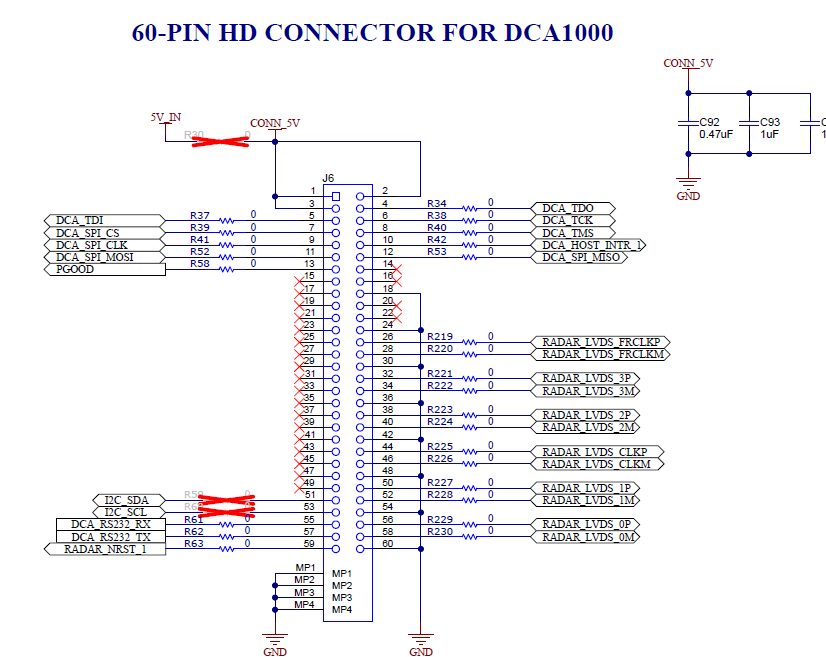 60-PIN HD CONNECTOR FOR DCA1000
CONN_5V
C92
0.47uF
C93
1uF
GND
5V_IN
R30 0
CONN_5V
J6
1 2
3 4 R34 0 DCA_TDO
DCA_TDI R37 0 5 6 R38 0 DCA_TCK
DCA_SPI_CS R39 0 7 8 R40 0 DCA_TMS
DCA_SPI_CLK R41 0 9 10 R42 0 DCA_HOST_INTR_1
DCA_SPI_MOSI R52 0 11 12 R53 0 DCA_SPI_MISO
PGOOD R58 0 13 14
15 16
17 18
19 20
21 22
23 24
25 26 R219 0 RADAR_LVDS_FRCLKP
27 28 R220 0 RADAR_LVDS_FRCLKM
29 30
31 32 R221 0 RADAR_LVDS_3P
33 34 R222 0 RADAR_LVDS_3M
35 36
37 38 R223 0 RADAR_LVDS_2P
39 40 R224 0 RADAR_LVDS_2M
41 42
43 44 R225 0 RADAR_LVDS_CLKP
45 46 R226 0 RADAR_LVDS_CLKM
47 48
49 50 R227 0 RADAR_LVDS_1P
I2C_SDA 51 52 R228 0 RADAR_LVDS_1M
I2C_SCL 53 54
DCA_RS232_RX R61 0 55 56 R229 0 RADAR_LVDS_0P
DCA_RS232_TX R62 0 57 58 R230 0 RADAR_LVDS_0M
RADAR_NRST_1 R63 0 59 60
MP1 MP1
MP2 MP2
MP3 MP3
MP4 MP4
GND GND